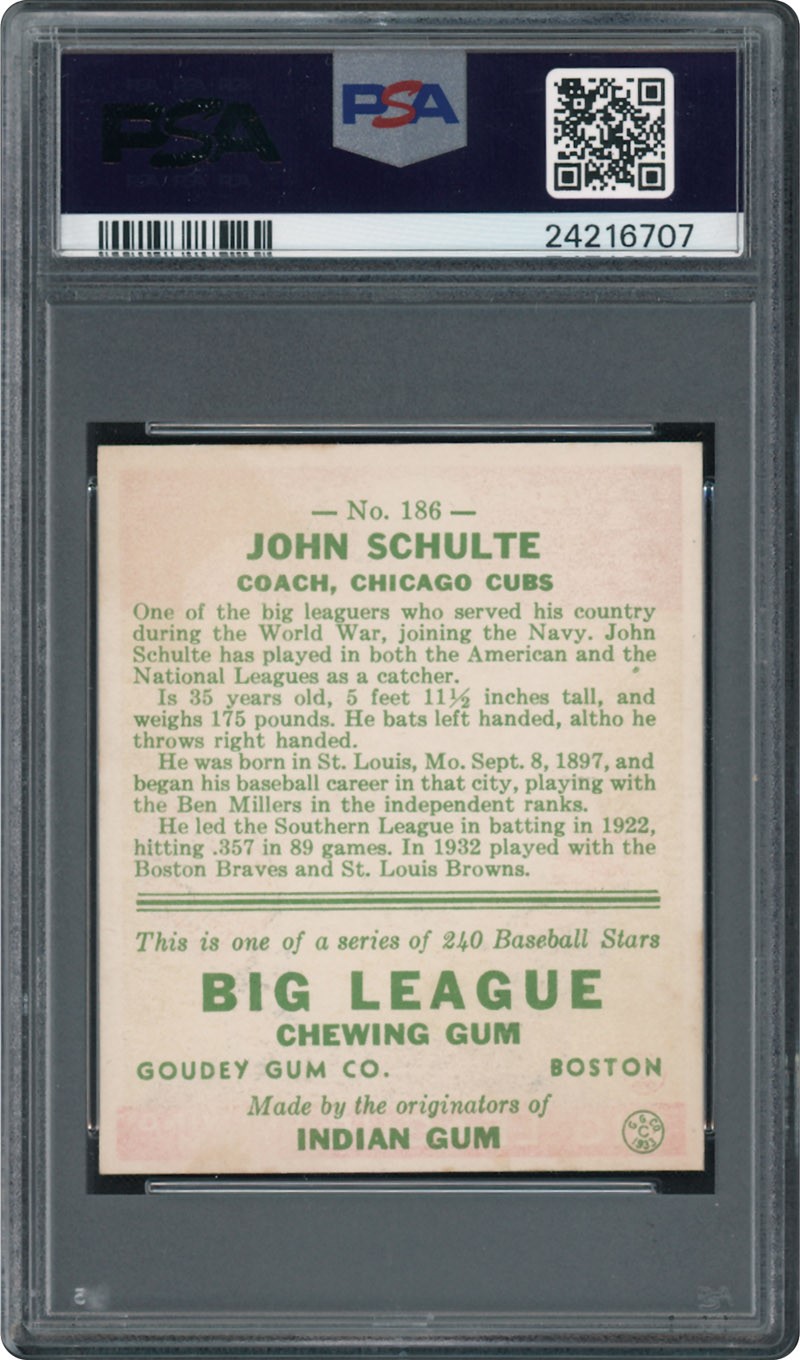 PSA
PSA
24216707
— No. 186 —
JOHN SCHULTE
COACH, CHICAGO CUBS
One of the big leaguers who served his country
during the World War, joining the Navy. John
Schulte has played in both the American and the
National Leagues as a catcher.
Is 35 years old, 5 feet 11½ inches tall, and
weighs 175 pounds. He bats left handed, altho he
throws right handed.
He was born in St. Louis, Mo. Sept. 8, 1897, and
began his baseball career in that city, playing with
the Ben Millers in the independent ranks.
He led the Southern League in batting in 1922,
hitting .357 in 89 games. In 1932 played with the
Boston Braves and St. Louis Browns.
This is one of a series of 240 Baseball Stars
BIG LEAGUE
CHEWING GUM
GOUDEY GUM CO. BOSTON
Made by the originators of
INDIAN GUM
G G CO
C
1933